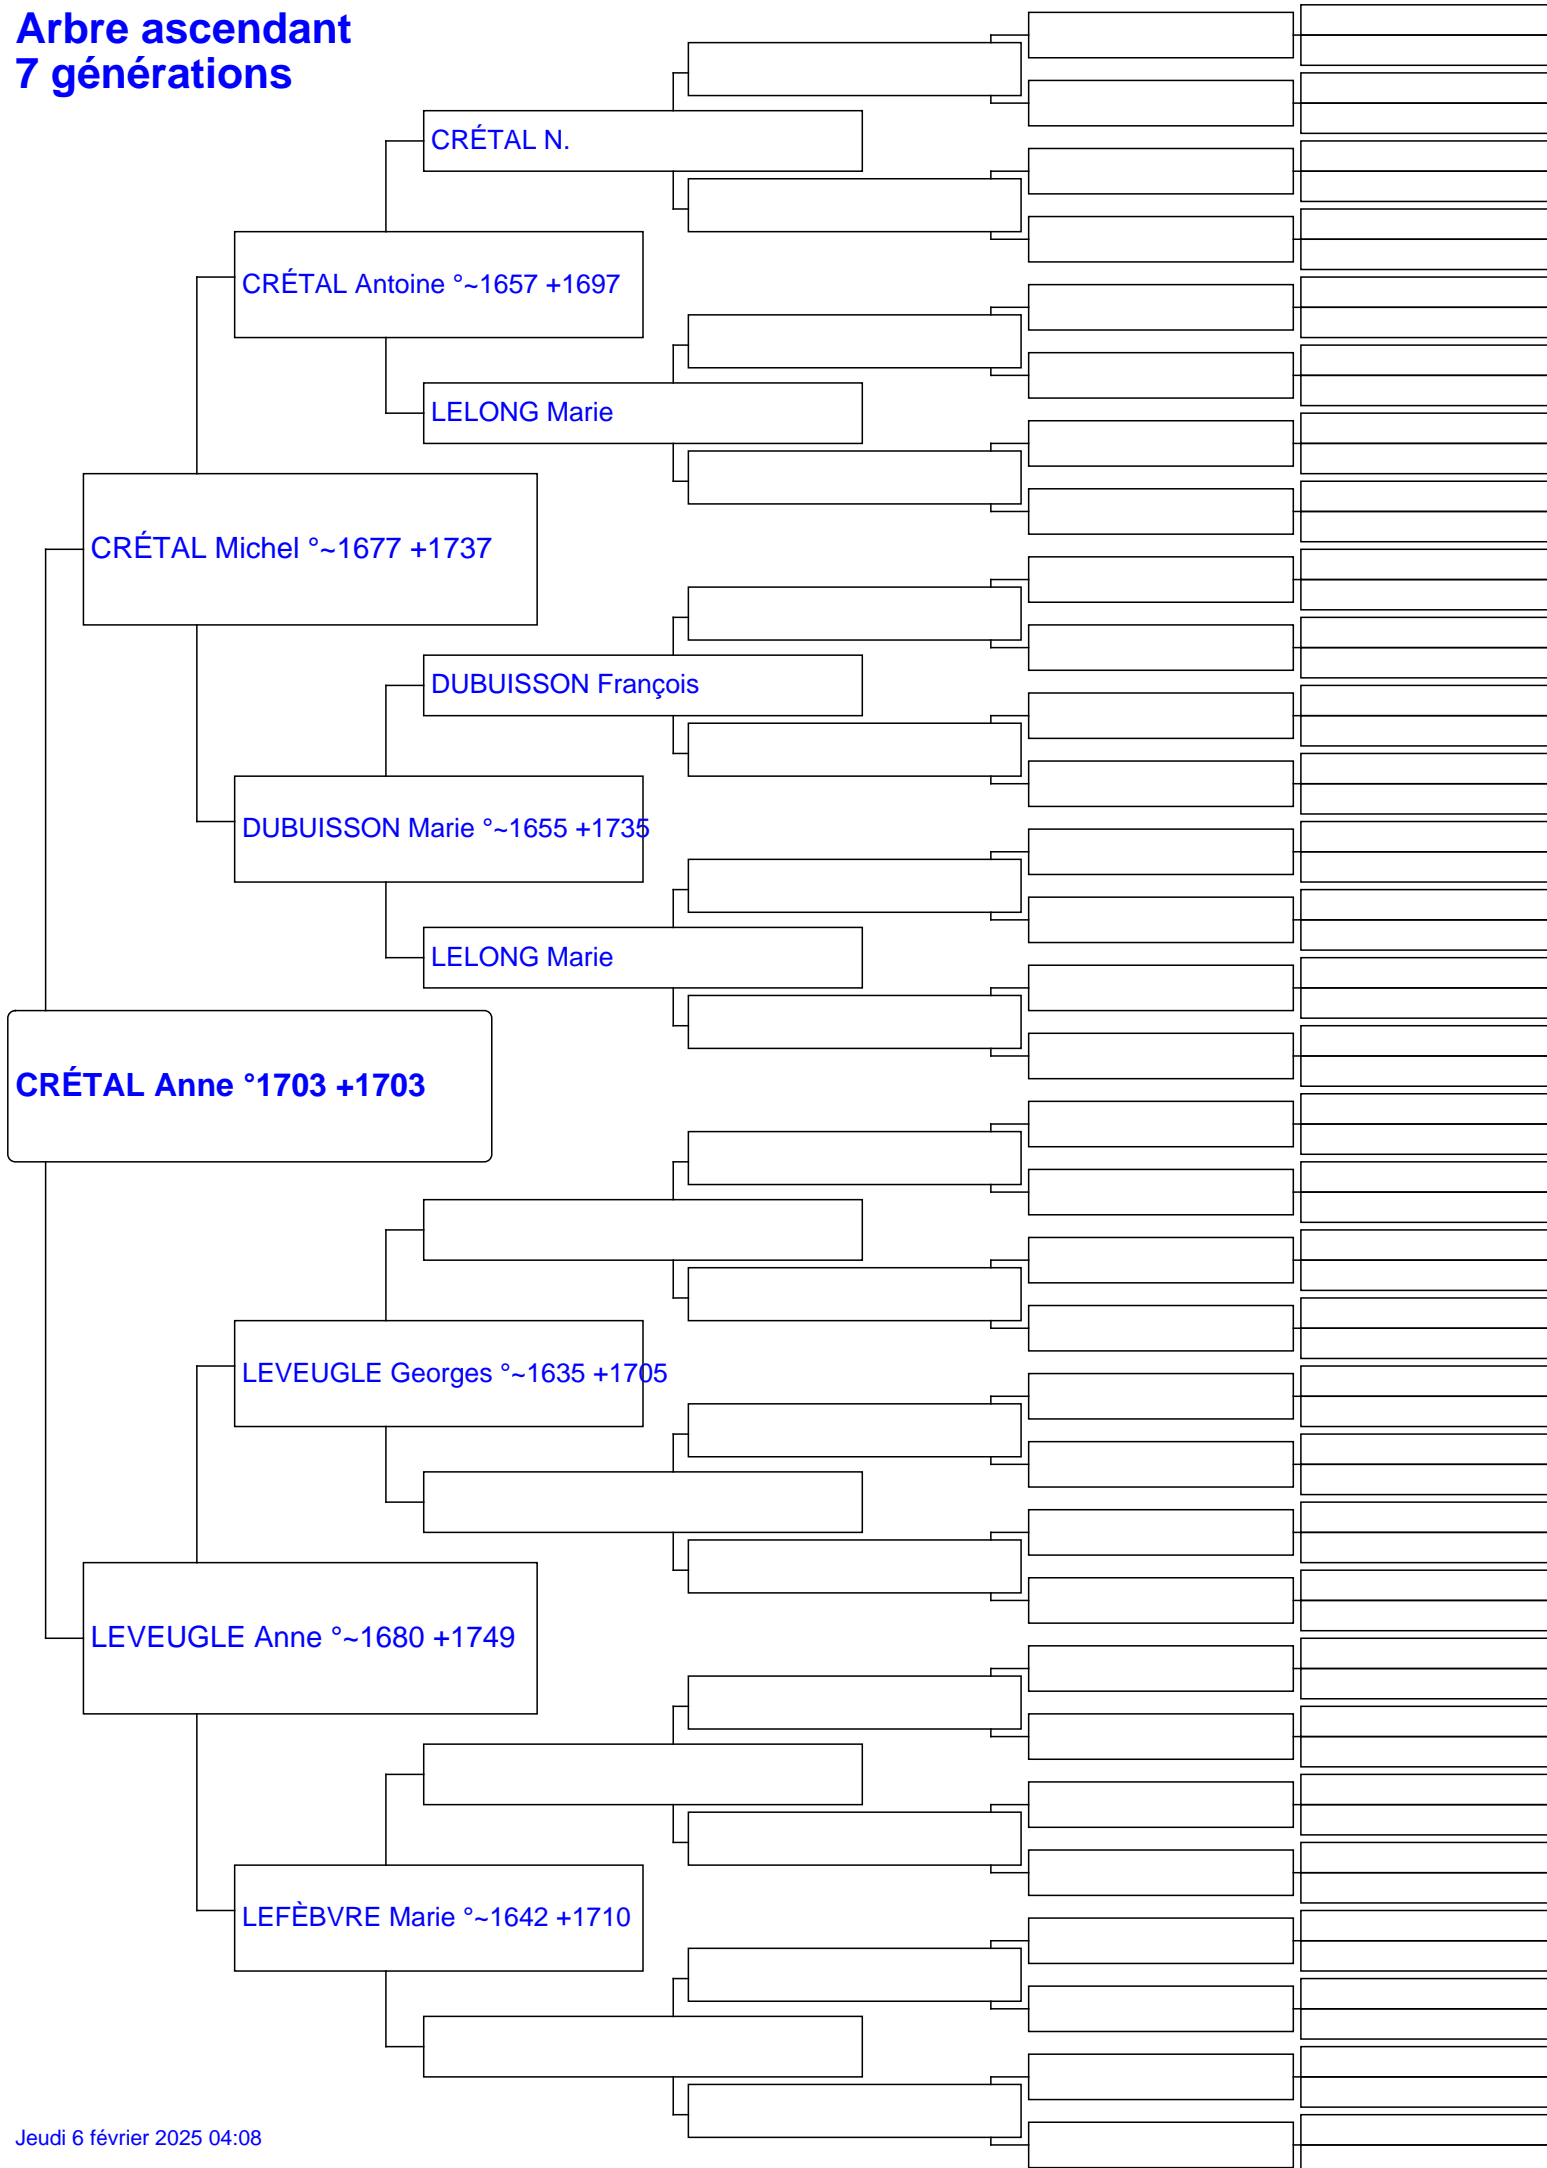 Arbre ascendant
7 générations
CRÉTAL N.
CRÉTAL Antoine °~1657 +1697
LELONG Marie
CRÉTAL Michel °~1677 +1737
DUBUISSON François
DUBUISSON Marie °~1655 +1735
LELONG Marie
CRÉTAL Anne °1703 +1703
LEVEUGLE Georges °~1635 +1705
LEVEUGLE Anne °~1680 +1749
LEFÈBVRE Marie °~1642 +1710
Jeudi 6 février 2025 04:08